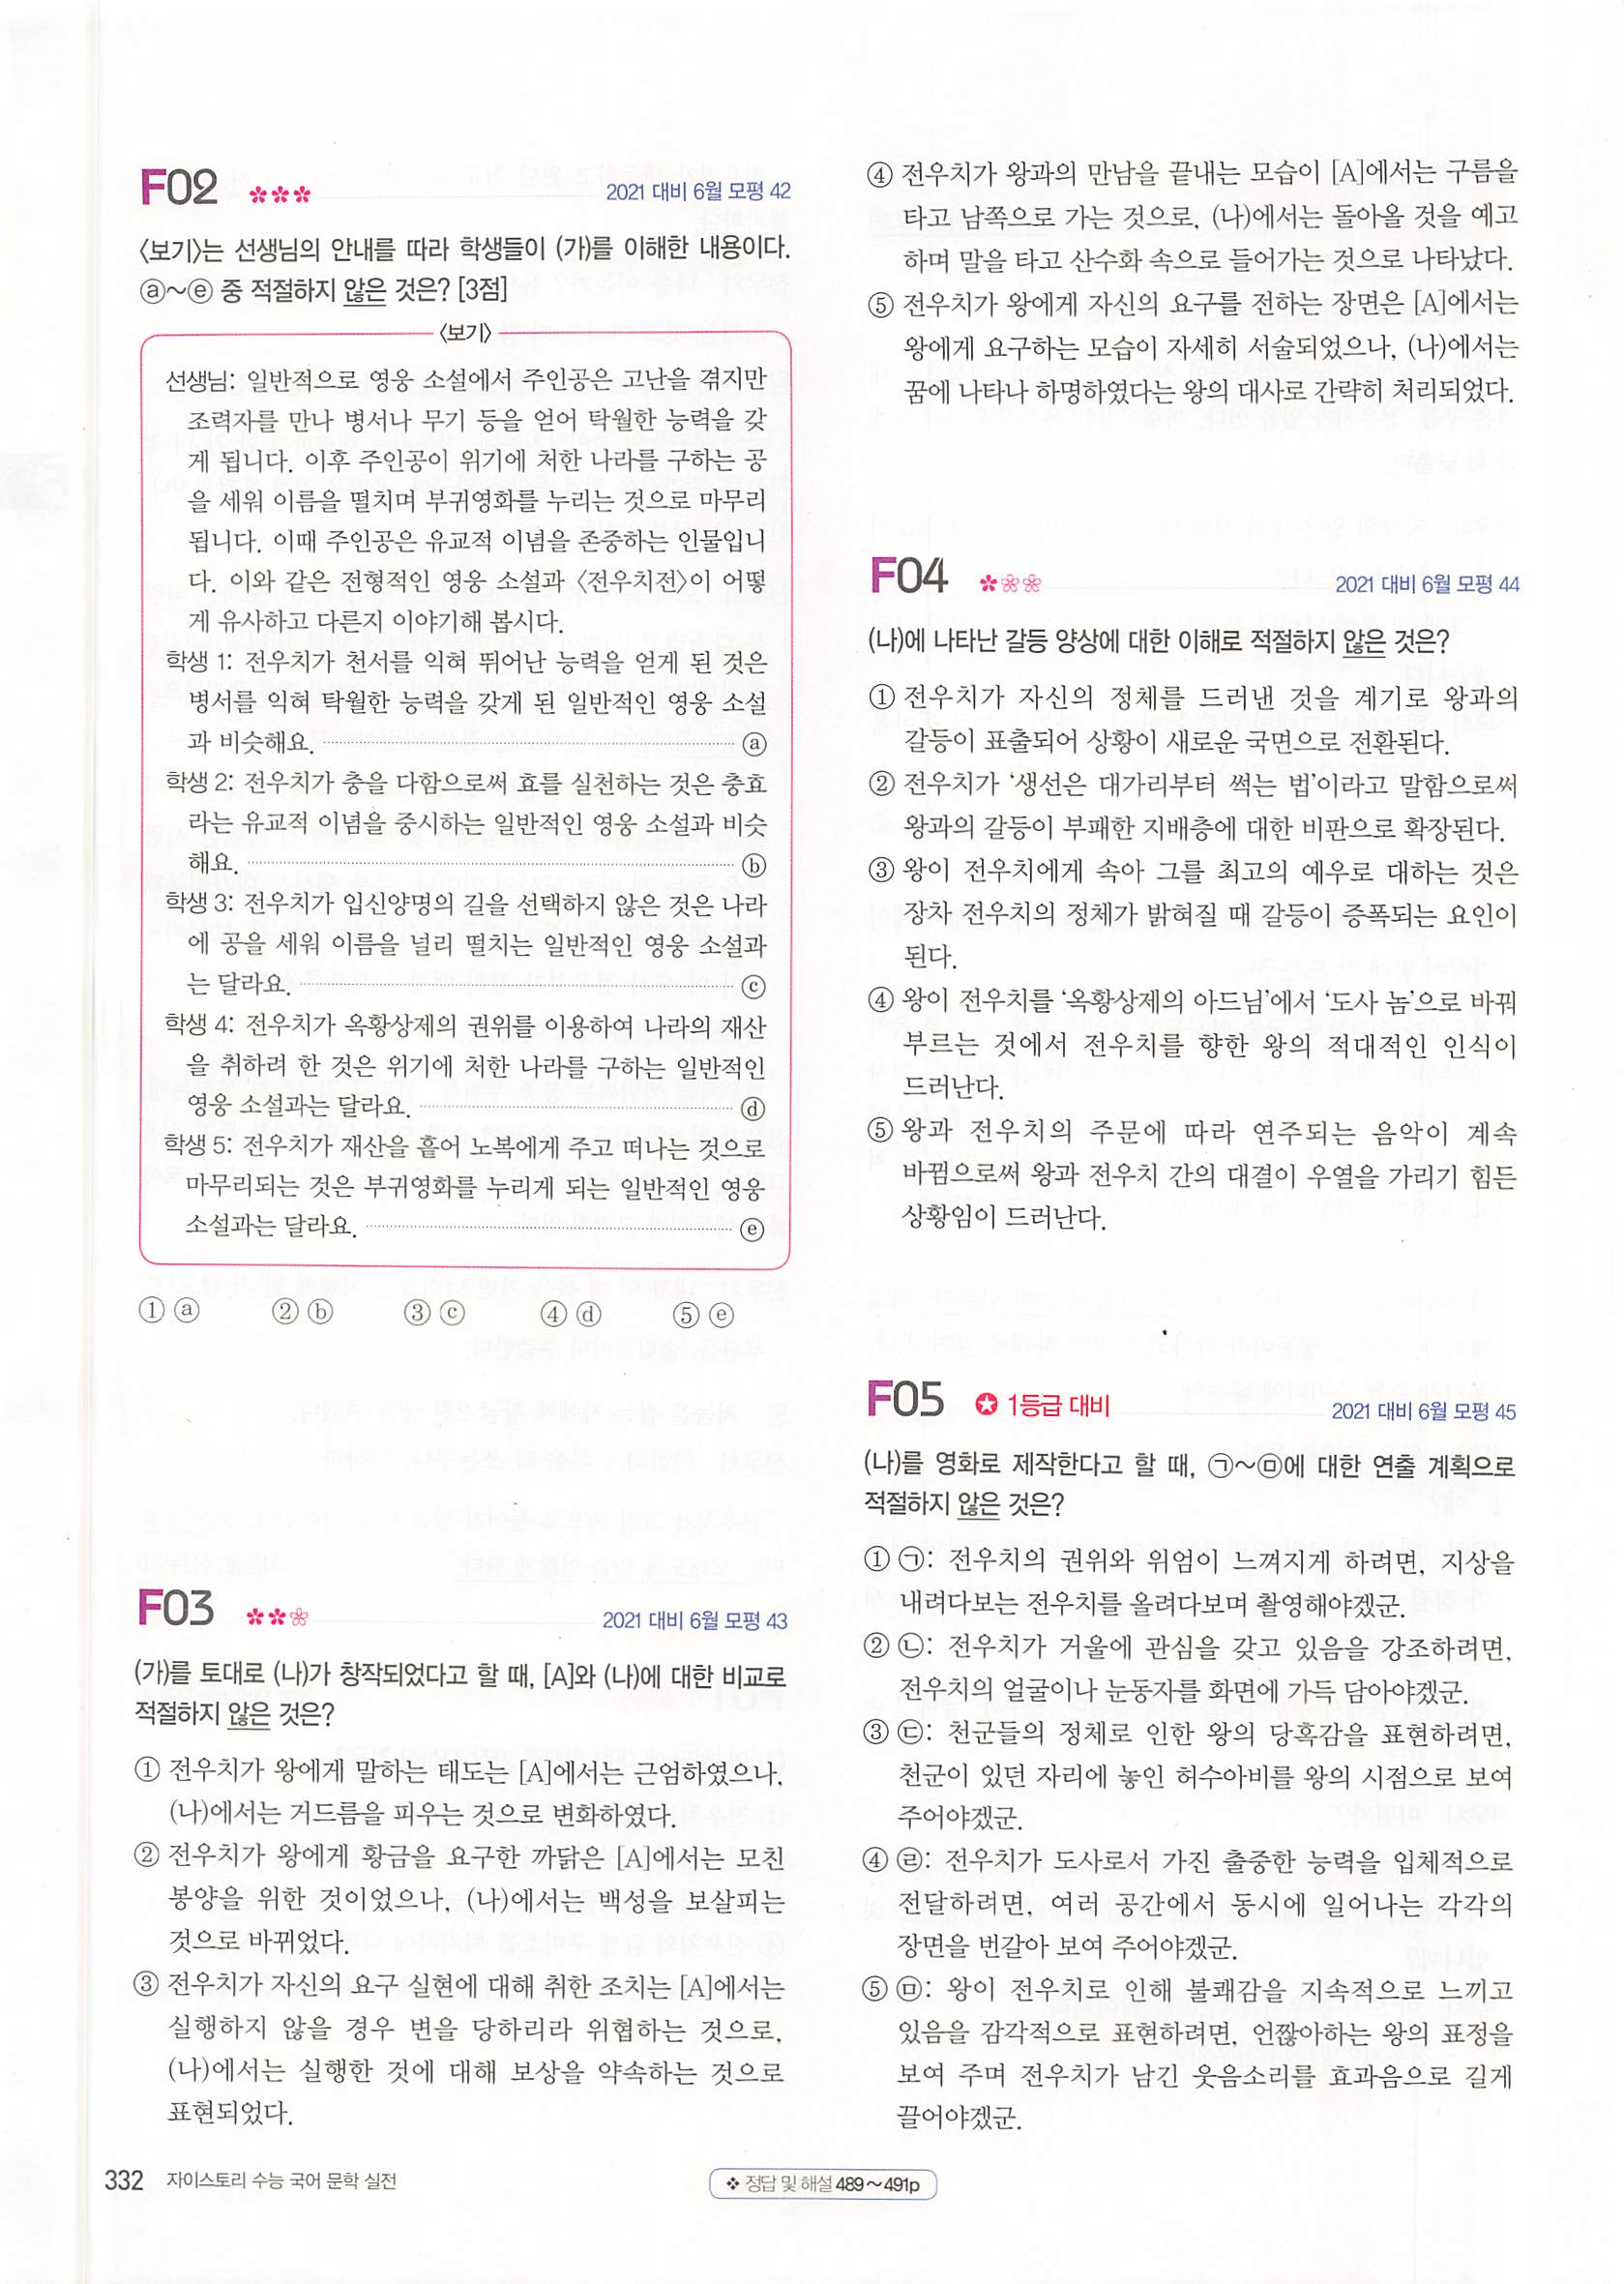 F02
2021 대비 6월 모평 42
<보기>는 선생님의 안내를 따라 학생들이 (가)를 이해한 내용이다.
ⓐ~ⓔ 중 적절하지 않은 것은? [3점]
<보기>
선생님: 일반적으로 영웅 소설에서 주인공은 고난을 겪지만
조력자를 만나 병서나 무기 등을 얻어 탁월한 능력을 갖
게 됩니다. 이후 주인공이 위기에 처한 나라를 구하는 공
을 세워 이름을 떨치며 부귀영화를 누리는 것으로 마무리
됩니다. 이때 주인공은 유교적 이념을 존중하는 인물입니
다. 이와 같은 전형적인 영웅 소설과 <전우치전>이 어떻
게 유사하고 다른지 이야기해 봅시다.
학생 1: 전우치가 천서를 익혀 뛰어난 능력을 얻게 된 것은
병서를 익혀 탁월한 능력을 갖게 된 일반적인 영웅 소설
과 비슷해요. ⓐ
학생 2: 전우치가 충을 다함으로써 효를 실천하는 것은 충효
라는 유교적 이념을 중시하는 일반적인 영웅 소설과 비슷
해요. ⓑ
학생 3: 전우치가 입신양명의 길을 선택하지 않은 것은 나라
에 공을 세워 이름을 널리 떨치는 일반적인 영웅 소설과
는 달라요. ⓒ
학생 4: 전우치가 옥황상제의 권위를 이용하여 나라의 재산
을 취하려 한 것은 위기에 처한 나라를 구하는 일반적인
영웅 소설과는 달라요. ⓓ
학생 5: 전우치가 재산을 흩어 노복에게 주고 떠나는 것으로
마무리되는 것은 부귀영화를 누리게 되는 일반적인 영웅
소설과는 달라요. ⓔ
① ⓐ ② ⓑ ③ ⓒ ④ ⓓ ⑤ ⓔ
F03
2021 대비 6월 모평 43
(가)를 토대로 (나)가 창작되었다고 할 때, [A]와 (나)에 대한 비교로
적절하지 않은 것은?
① 전우치가 왕에게 말하는 태도는 [A]에서는 근엄하였으나,
(나)에서는 거드름을 피우는 것으로 변화하였다.
② 전우치가 왕에게 황금을 요구한 까닭은 [A]에서는 모친
봉양을 위한 것이었으나, (나)에서는 백성을 보살피는
것으로 바뀌었다.
③ 전우치가 자신의 요구 실현에 대해 취한 조치는 [A]에서는
실행하지 않을 경우 변을 당하리라 위협하는 것으로,
(나)에서는 실행한 것에 대해 보상을 약속하는 것으로
표현되었다.
④ 전우치가 왕과의 만남을 끝내는 모습이 [A]에서는 구름을
타고 남쪽으로 가는 것으로, (나)에서는 돌아올 것을 예고
하며 말을 타고 산수화 속으로 들어가는 것으로 나타났다.
⑤ 전우치가 왕에게 자신의 요구를 전하는 장면은 [A]에서는
왕에게 요구하는 모습이 자세히 서술되었으나, (나)에서는
꿈에 나타나 하명하였다는 왕의 대사로 간략히 처리되었다.
F04
2021 대비 6월 모평 44
(나)에 나타난 갈등 양상에 대한 이해로 적절하지 않은 것은?
① 전우치가 자신의 정체를 드러낸 것을 계기로 왕과의
갈등이 표출되어 상황이 새로운 국면으로 전환된다.
② 전우치가 '생선은 대가리부터 썩는 법'이라고 말함으로써
왕과의 갈등이 부패한 지배층에 대한 비판으로 확장된다.
③ 왕이 전우치에게 속아 그를 최고의 예우로 대하는 것은
장차 전우치의 정체가 밝혀질 때 갈등이 증폭되는 요인이
된다.
④ 왕이 전우치를 '옥황상제의 아드님'에서 '도사 놈'으로 바꿔
부르는 것에서 전우치를 향한 왕의 적대적인 인식이
드러난다.
⑤ 왕과 전우치의 주문에 따라 연주되는 음악이 계속
바뀜으로써 왕과 전우치 간의 대결이 우열을 가리기 힘든
상황임이 드러난다.
F05 1등급 대비
2021 대비 6월 모평 45
(나)를 영화로 제작한다고 할 때, ㉠~㉤에 대한 연출 계획으로
적절하지 않은 것은?
① ㉠: 전우치의 권위와 위엄이 느껴지게 하려면, 지상을
내려다보는 전우치를 올려다보며 촬영해야겠군.
② ㉡: 전우치가 거울에 관심을 갖고 있음을 강조하려면,
전우치의 얼굴이나 눈동자를 화면에 가득 담아야겠군.
③ ㉢: 천군들의 정체로 인한 왕의 당혹감을 표현하려면,
천군이 있던 자리에 놓인 허수아비를 왕의 시점으로 보여
주어야겠군.
④ ㉣: 전우치가 도사로서 가진 출중한 능력을 입체적으로
전달하려면, 여러 공간에서 동시에 일어나는 각각의
장면을 번갈아 보여 주어야겠군.
⑤ ㉤: 왕이 전우치로 인해 불쾌감을 지속적으로 느끼고
있음을 감각적으로 표현하려면, 언짢아하는 왕의 표정을
보여 주며 전우치가 남긴 웃음소리를 효과음으로 길게
끌어야겠군.
332 자이스토리 수능 국어 문학 실전
❖ 정답 및 해설 489~491p